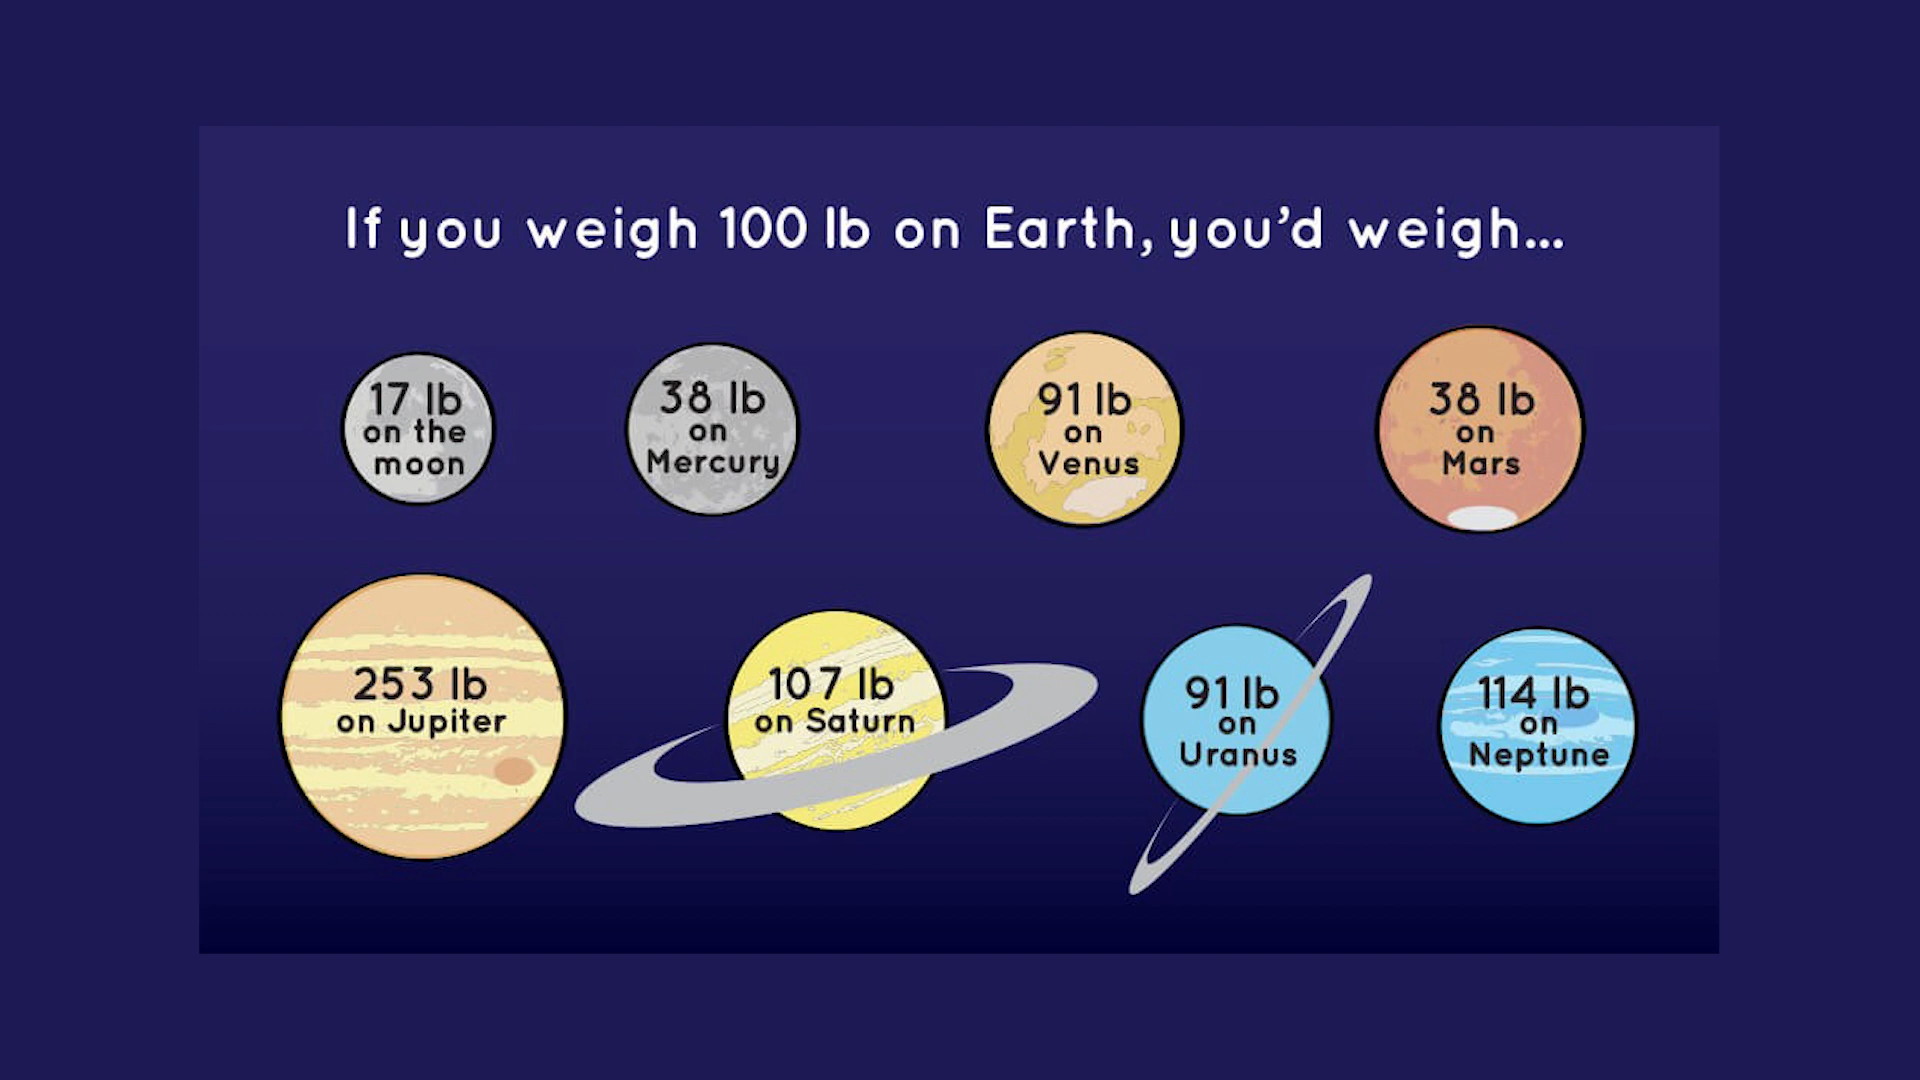 If you weigh 100 lb on Earth, you'd weigh...
17 lb
on the
moon
38 lb
on
Mercury
91 lb
on
Venus
38 lb
on
Mars
253 lb
on Jupiter
107 lb
on Saturn
91 lb
on
Uranus
114 lb
on
Neptune